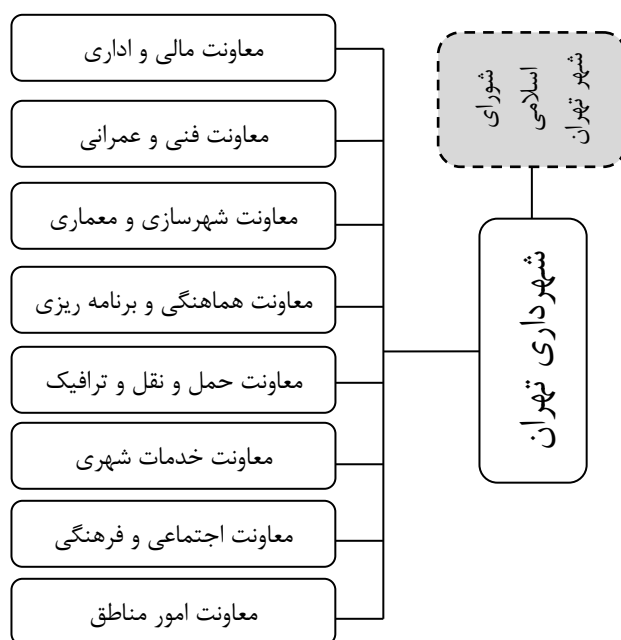 شورای
اسلامی
شهر تهران
شهرداری تهران
معاونت مالی و اداری
معاونت فنی و عمرانی
معاونت شهرسازی و معماری
معاونت هماهنگی و برنامه ریزی
معاونت حمل و نقل و ترافیک
معاونت خدمات شهری
معاونت اجتماعی و فرهنگی
معاونت امور مناطق